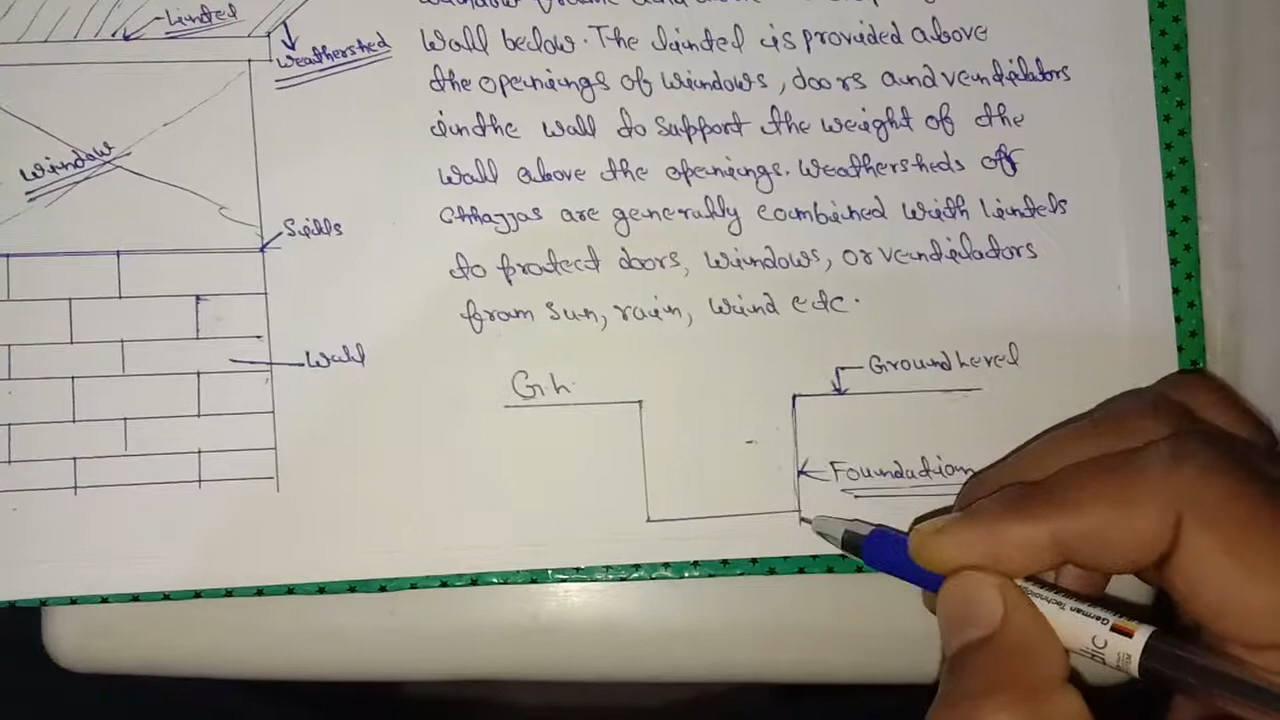 Lintel
Weathershed
Window
Sills
Wall
wall below. The lintel is provided above
the openings of windows, doors and ventilators
in the wall to support the weight of the
wall above the openings. Weathersheds or
chhajjas are generally combined with lintels
to protect doors, windows, or ventilators
from sun, rain, wind etc.
G.L.
Ground Level
Foundation
German Technology